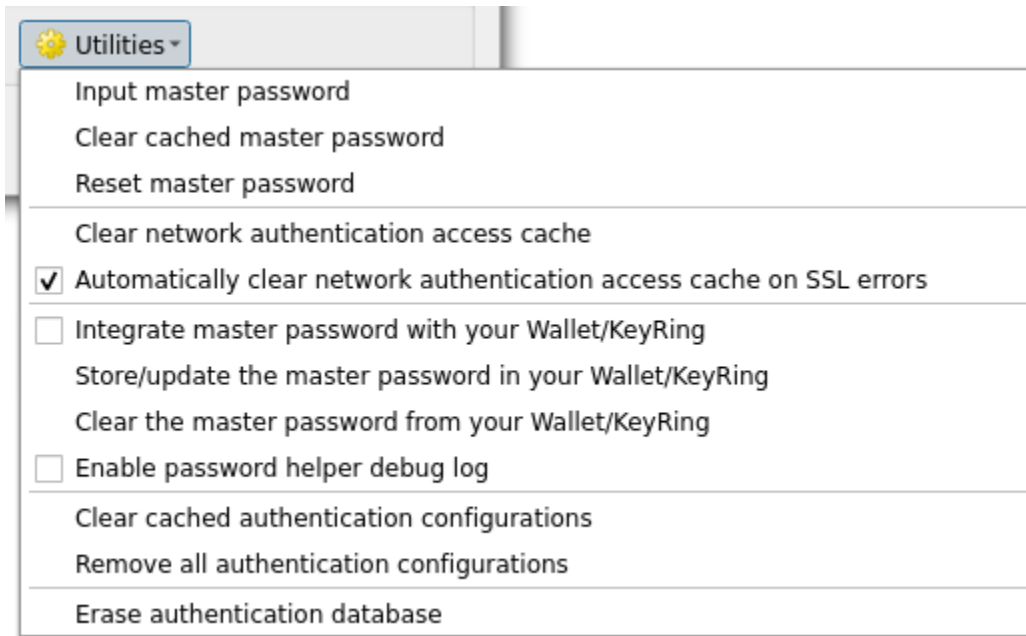 Utilities
Input master password
Clear cached master password
Reset master password
Clear network authentication access cache
Automatically clear network authentication access cache on SSL errors
Integrate master password with your Wallet/KeyRing
Store/update the master password in your Wallet/KeyRing
Clear the master password from your Wallet/KeyRing
Enable password helper debug log
Clear cached authentication configurations
Remove all authentication configurations
Erase authentication database